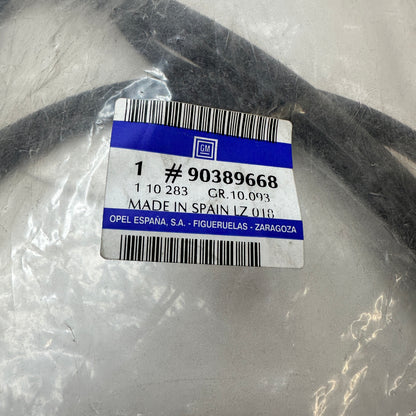 GM
1 # 90389668
1 10 283 GR.10.093
MADE IN SPAIN LZ 018
OPEL ESPAÑA, S.A. - FIGUERUELAS - ZARAGOZA